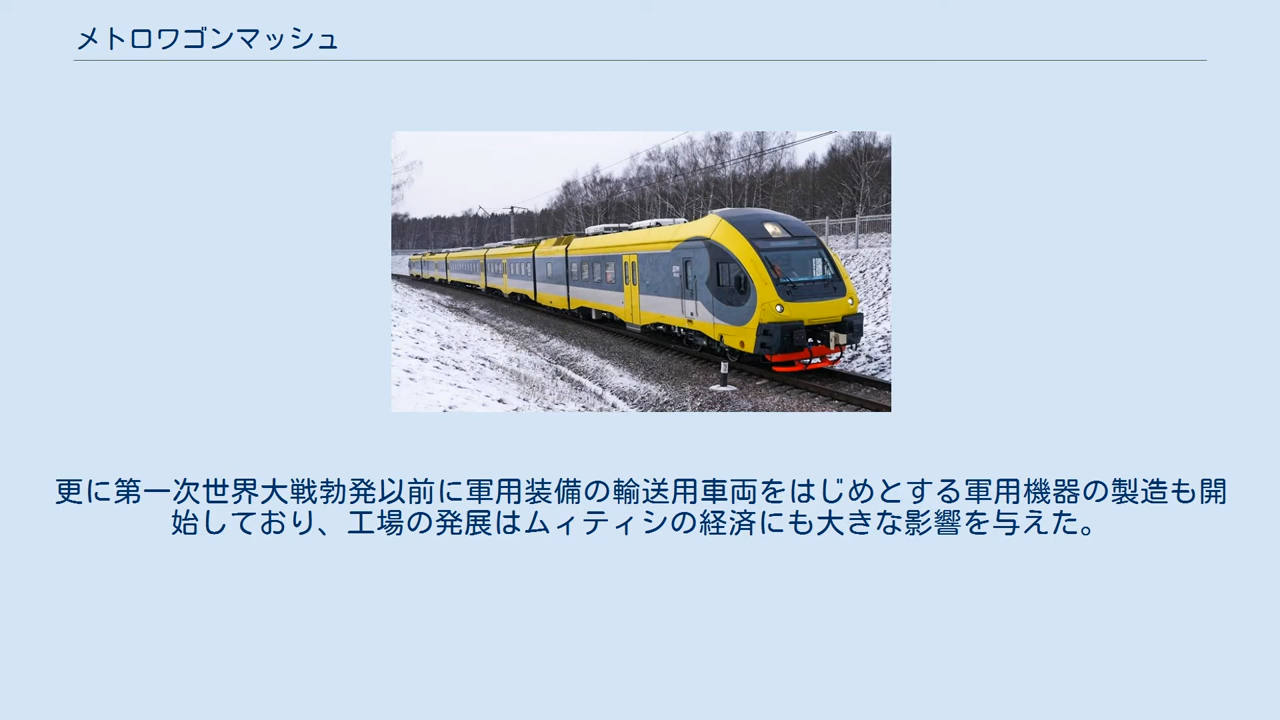 メトロワゴンマッシュ
更に第一次世界大戦勃発以前に軍用装備の輸送用車両をはじめとする軍用機器の製造も開
始しており、工場の発展はムィティシの経済にも大きな影響を与えた。